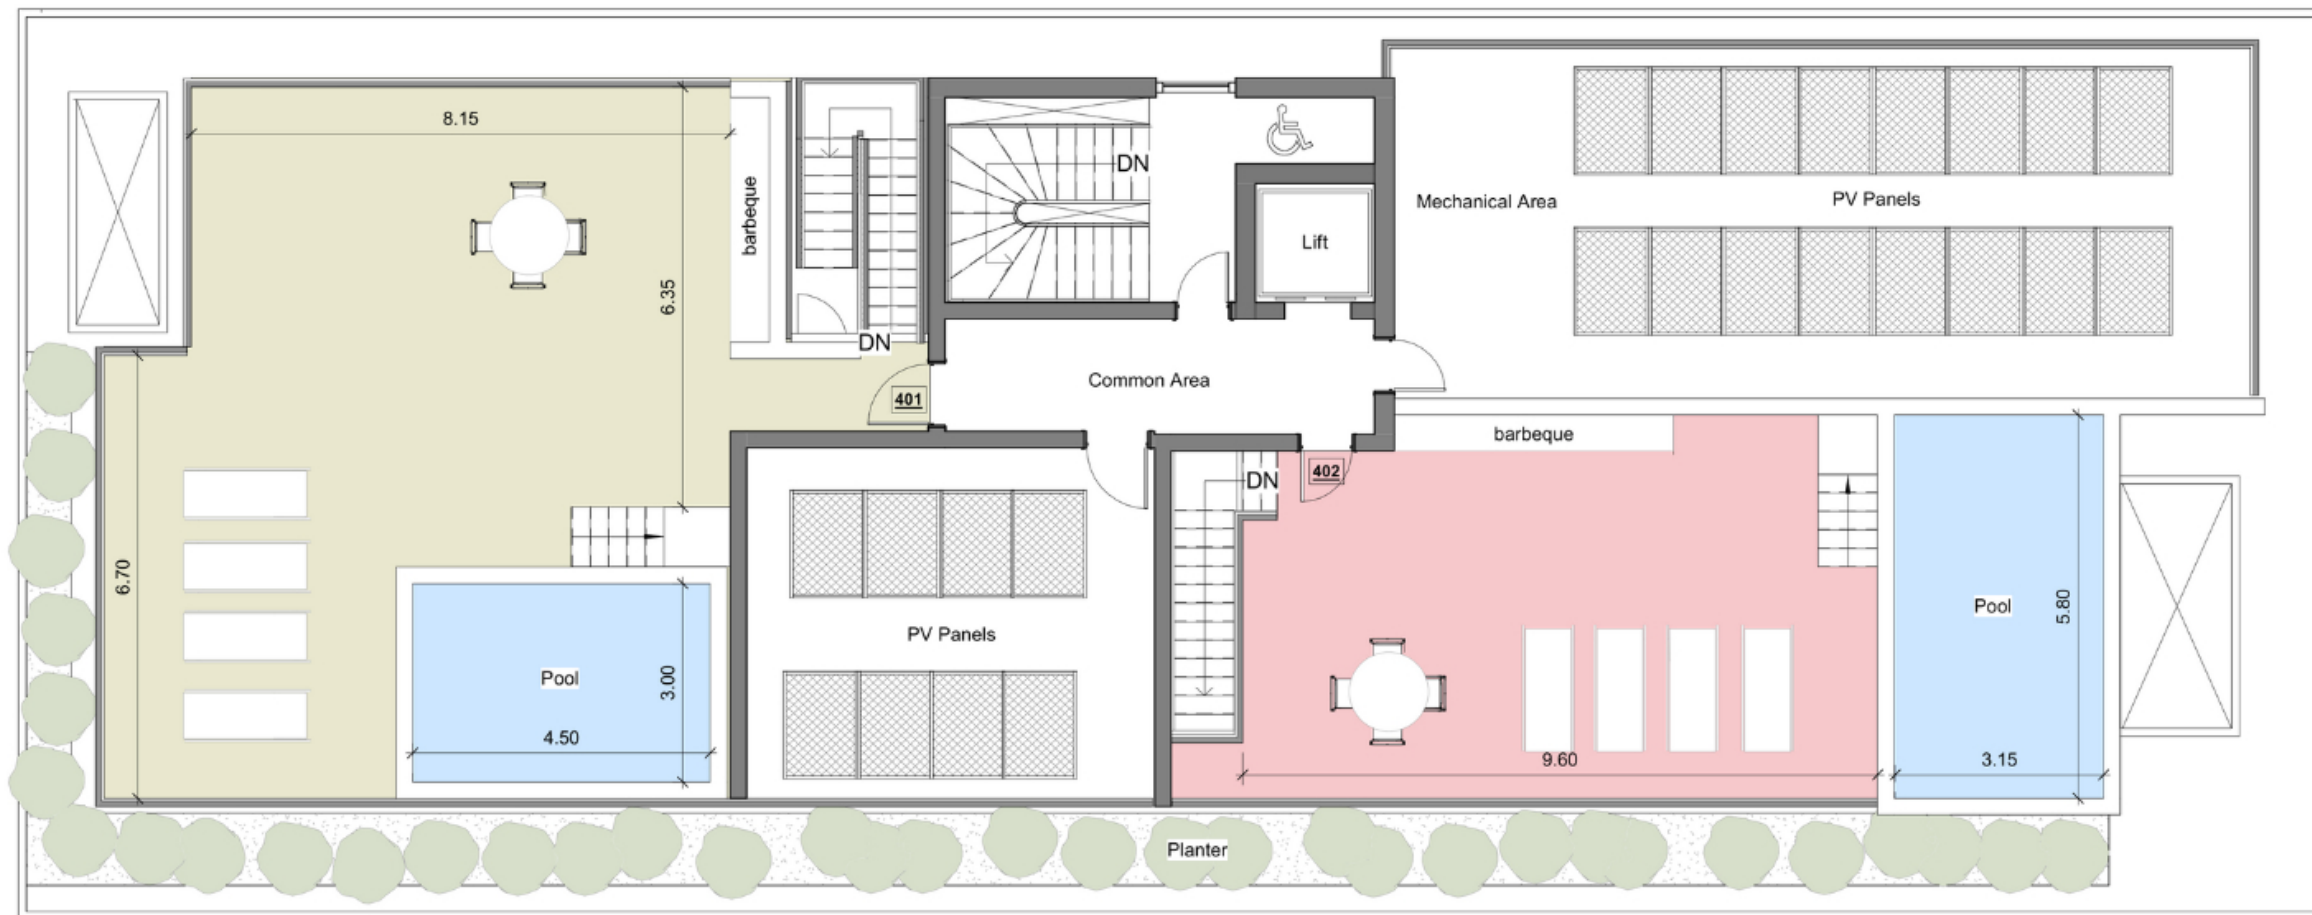 8.15
barbeque
6.35
DN
DN
Lift
Mechanical Area
PV Panels
Common Area
401
402
barbeque
DN
6.70
Pool
3.00
4.50
PV Panels
9.60
Pool
5.80
3.15
Planter